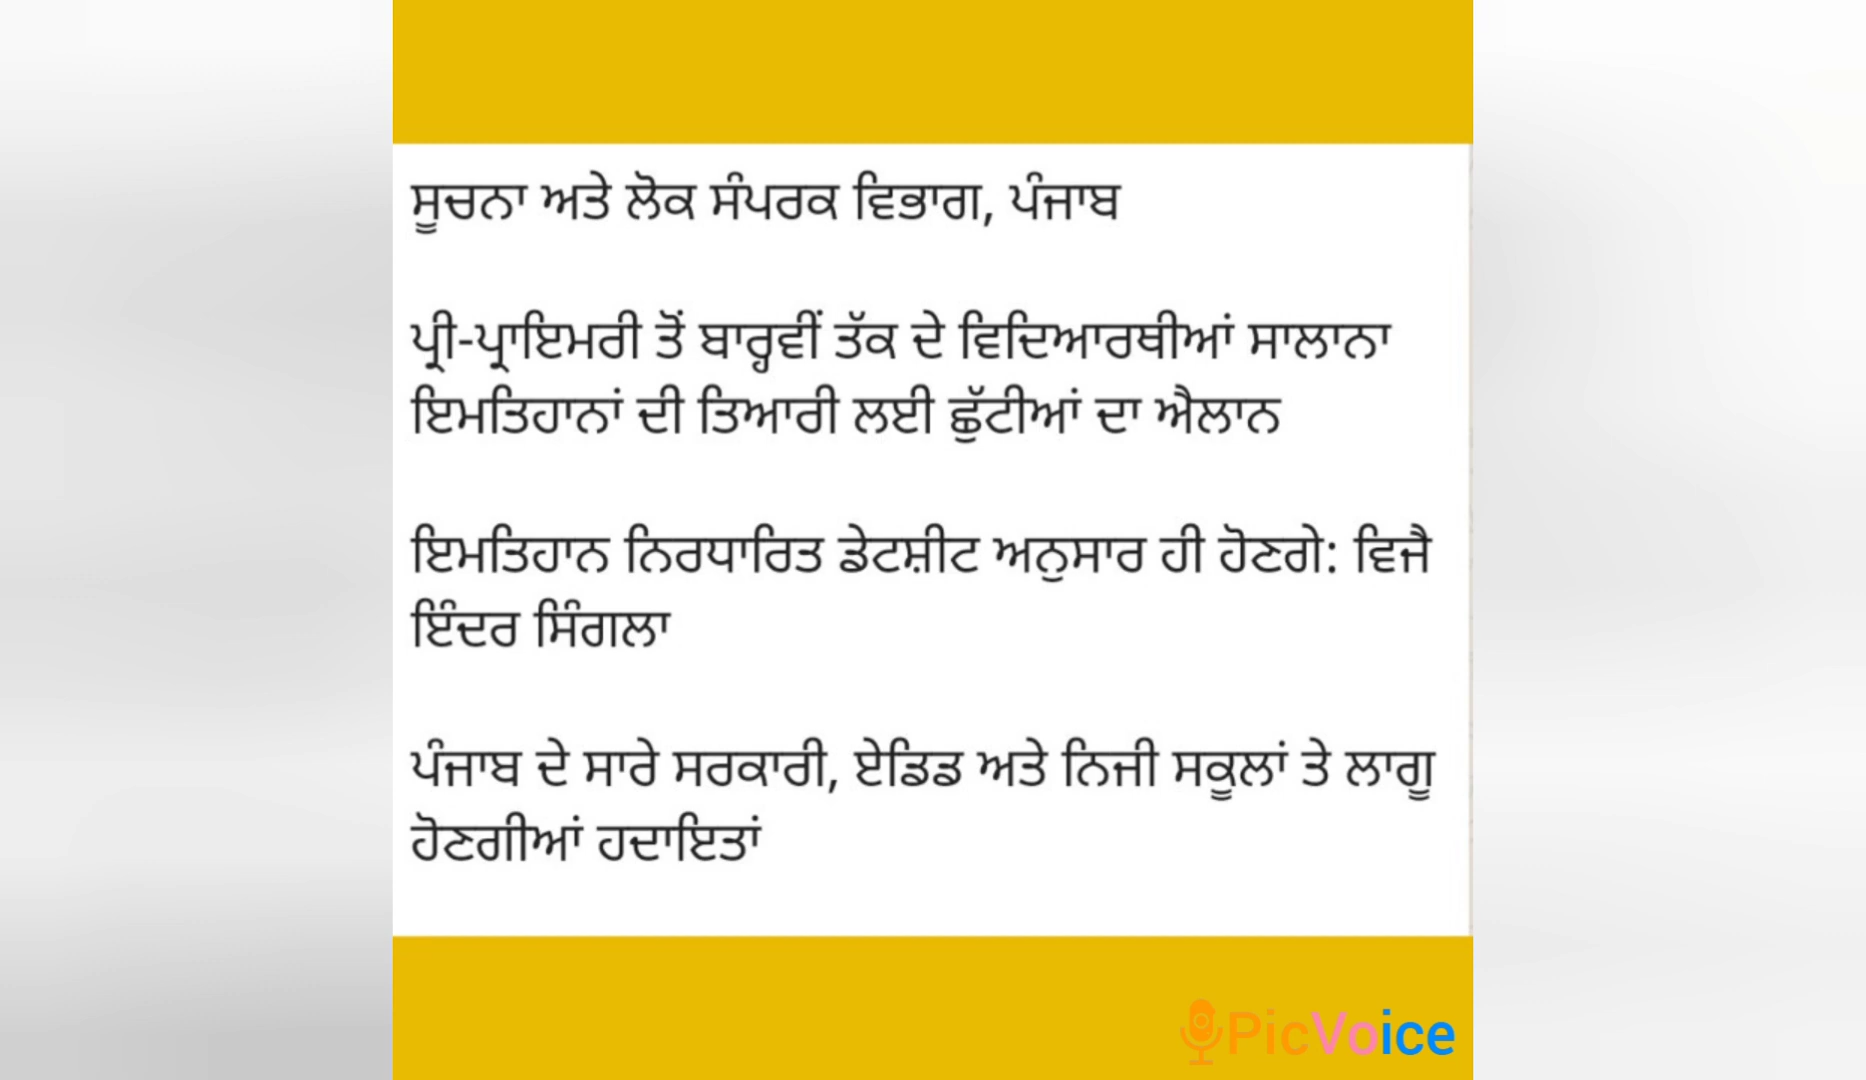 ਸੂਚਨਾ ਅਤੇ ਲੋਕ ਸੰਪਰਕ ਵਿਭਾਗ, ਪੰਜਾਬ
ਪ੍ਰੀ-ਪ੍ਰਾਇਮਰੀ ਤੋਂ ਬਾਰ੍ਹਵੀਂ ਤੱਕ ਦੇ ਵਿਦਿਆਰਥੀਆਂ ਸਾਲਾਨਾ
ਇਮਤਿਹਾਨਾਂ ਦੀ ਤਿਆਰੀ ਲਈ ਛੁੱਟੀਆਂ ਦਾ ਐਲਾਨ
ਇਮਤਿਹਾਨ ਨਿਰਧਾਰਿਤ ਡੇਟਸ਼ੀਟ ਅਨੁਸਾਰ ਹੀ ਹੋਣਗੇ: ਵਿਜੈ
ਇੰਦਰ ਸਿੰਗਲਾ
ਪੰਜਾਬ ਦੇ ਸਾਰੇ ਸਰਕਾਰੀ, ਏਡਿਡ ਅਤੇ ਨਿਜੀ ਸਕੂਲਾਂ ਤੇ ਲਾਗੂ
ਹੋਣਗੀਆਂ ਹਦਾਇਤਾਂ
PicVoice